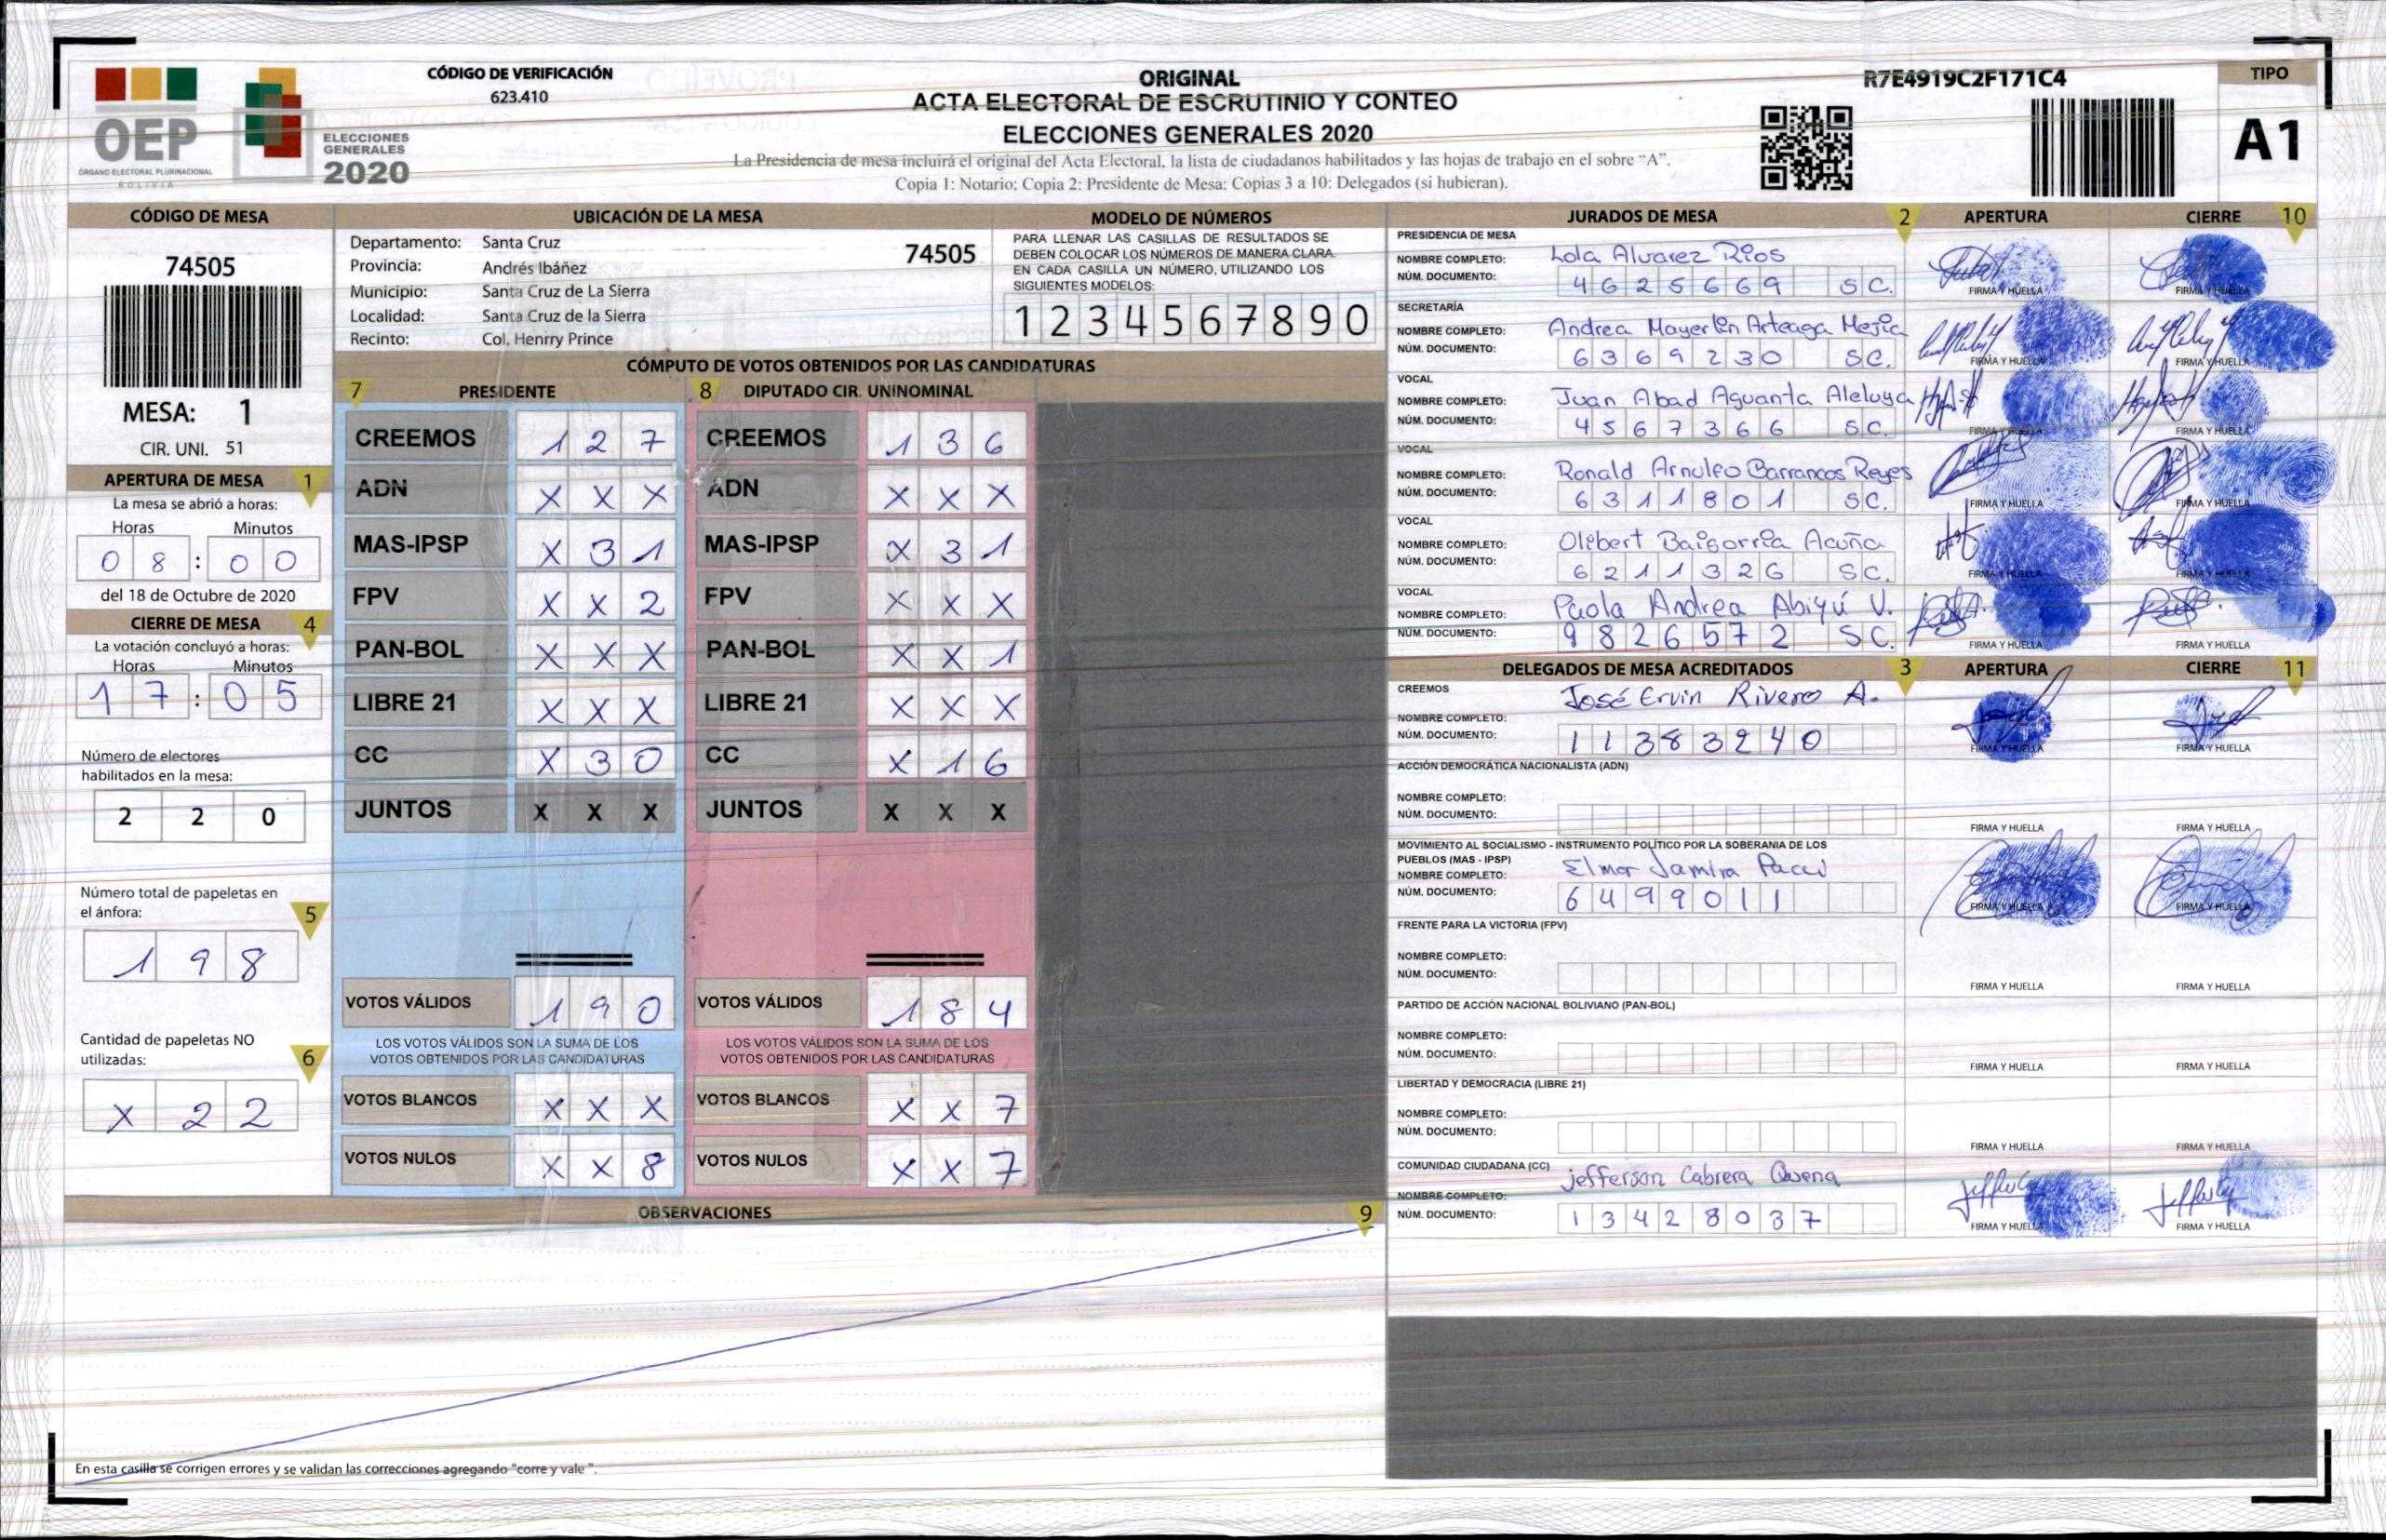 CÓDIGO DE VERIFICACIÓN
623.410
OEP
ÓRGANO ELECTORAL PLURINACIONAL
BOLIVIA
ELECCIONES
GENERALES
2020
ORIGINAL
ACTA ELECTORAL DE ESCRUTINIO Y CONTEO
ELECCIONES GENERALES 2020
La Presidencia de mesa incluirá el original del Acta Electoral, la lista de ciudadanos habilitados y las hojas de trabajo en el sobre "A".
Copia 1: Notario; Copia 2: Presidente de Mesa; Copias 3 a 10: Delegados (si hubieran).
R7E4919C2F171C4
TIPO
A1
CÓDIGO DE MESA
74505
MESA: 1
CIR. UNI. 51
APERTURA DE MESA 1
La mesa se abrió a horas:
Horas Minutos
0 8 : 0 0
del 18 de Octubre de 2020
CIERRE DE MESA 4
La votación concluyó a horas:
Horas Minutos
1 7 : 0 5
Número de electores
habilitados en la mesa:
2 2 0
Número total de papeletas en
el ánfora: 5
1 9 8
Cantidad de papeletas NO
utilizadas: 6
X 2 2
UBICACIÓN DE LA MESA
Departamento: Santa Cruz 74505
Provincia: Andrés Ibáñez
Municipio: Santa Cruz de La Sierra
Localidad: Santa Cruz de la Sierra
Recinto: Col. Henrry Prince
MODELO DE NÚMEROS
PARA LLENAR LAS CASILLAS DE RESULTADOS SE
DEBEN COLOCAR LOS NÚMEROS DE MANERA CLARA.
EN CADA CASILLA UN NÚMERO, UTILIZANDO LOS
SIGUIENTES MODELOS:
1 2 3 4 5 6 7 8 9 0
CÓMPUTO DE VOTOS OBTENIDOS POR LAS CANDIDATURAS
7 PRESIDENTE 8 DIPUTADO CIR. UNINOMINAL
CREEMOS 1 2 7 CREEMOS 1 3 6
ADN X X X ADN X X X
MAS-IPSP X 3 1 MAS-IPSP X 3 1
FPV X X 2 FPV X X X
PAN-BOL X X X PAN-BOL X X 1
LIBRE 21 X X X LIBRE 21 X X X
CC X 3 0 CC X 1 6
JUNTOS X X X JUNTOS X X X
VOTOS VÁLIDOS 1 9 0 VOTOS VÁLIDOS 1 8 4
LOS VOTOS VÁLIDOS SON LA SUMA DE LOS LOS VOTOS VÁLIDOS SON LA SUMA DE LOS
VOTOS OBTENIDOS POR LAS CANDIDATURAS VOTOS OBTENIDOS POR LAS CANDIDATURAS
VOTOS BLANCOS X X X VOTOS BLANCOS X X 7
VOTOS NULOS X X 8 VOTOS NULOS X X 7
OBSERVACIONES 9
En esta casilla se corrigen errores y se validan las correcciones agregando "corre y vale".
JURADOS DE MESA 2 APERTURA CIERRE 10
PRESIDENCIA DE MESA
NOMBRE COMPLETO: Lola Alvarez Rios
NÚM. DOCUMENTO: 4 6 2 5 6 6 9 S C. FIRMA Y HUELLA FIRMA Y HUELLA
SECRETARÍA
NOMBRE COMPLETO: Andrea Mayerlin Arteaga Mejia
NÚM. DOCUMENTO: 6 3 6 9 2 3 0 SC. FIRMA Y HUELLA FIRMA Y HUELLA
VOCAL
NOMBRE COMPLETO: Juan Abad Aguanta Aleluya
NÚM. DOCUMENTO: 4 5 6 7 3 6 6 SC. FIRMA Y HUELLA FIRMA Y HUELLA
VOCAL
NOMBRE COMPLETO: Ronald Arnulfo Barrancos Reyes
NÚM. DOCUMENTO: 6 3 1 1 8 0 1 SC. FIRMA Y HUELLA FIRMA Y HUELLA
VOCAL
NOMBRE COMPLETO: Olibert Baigorria Acuña
NÚM. DOCUMENTO: 6 2 1 1 3 2 6 SC. FIRMA Y HUELLA FIRMA Y HUELLA
VOCAL
NOMBRE COMPLETO: Paola Andrea Abiyú V.
NÚM. DOCUMENTO: 9 8 2 6 5 7 2 SC. FIRMA Y HUELLA FIRMA Y HUELLA
DELEGADOS DE MESA ACREDITADOS 3 APERTURA CIERRE 11
CREEMOS
NOMBRE COMPLETO: José Ervin Rivero A.
NÚM. DOCUMENTO: 1 1 3 8 3 2 4 0 FIRMA Y HUELLA FIRMA Y HUELLA
ACCIÓN DEMOCRÁTICA NACIONALISTA (ADN)
NOMBRE COMPLETO:
NÚM. DOCUMENTO: FIRMA Y HUELLA FIRMA Y HUELLA
MOVIMIENTO AL SOCIALISMO - INSTRUMENTO POLÍTICO POR LA SOBERANIA DE LOS
PUEBLOS (MAS - IPSP)
NOMBRE COMPLETO: Elmer Jamira
NÚM. DOCUMENTO: 6 4 9 9 0 1 1 FIRMA Y HUELLA FIRMA Y HUELLA
FRENTE PARA LA VICTORIA (FPV)
NOMBRE COMPLETO:
NÚM. DOCUMENTO: FIRMA Y HUELLA FIRMA Y HUELLA
PARTIDO DE ACCIÓN NACIONAL BOLIVIANO (PAN-BOL)
NOMBRE COMPLETO:
NÚM. DOCUMENTO: FIRMA Y HUELLA FIRMA Y HUELLA
LIBERTAD Y DEMOCRACIA (LIBRE 21)
NOMBRE COMPLETO:
NÚM. DOCUMENTO: FIRMA Y HUELLA FIRMA Y HUELLA
COMUNIDAD CIUDADANA (CC)
NOMBRE COMPLETO: jefferson Cabrera
NÚM. DOCUMENTO: 1 3 4 2 8 0 3 7 FIRMA Y HUELLA FIRMA Y HUELLA